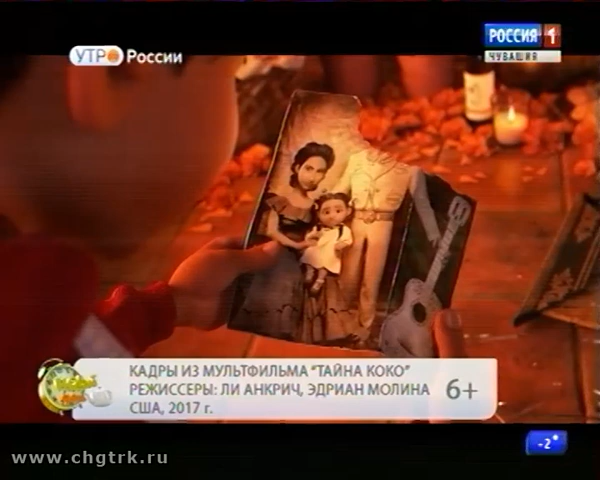 УТРО России
РОССИЯ 1
ЧУВАШИЯ
КАДРЫ ИЗ МУЛЬТФИЛЬМА "ТАЙНА КОКО"
РЕЖИССЕРЫ: ЛИ АНКРИЧ, ЭДРИАН МОЛИНА
США, 2017 г.
6+
-2°
www.chgtrk.ru